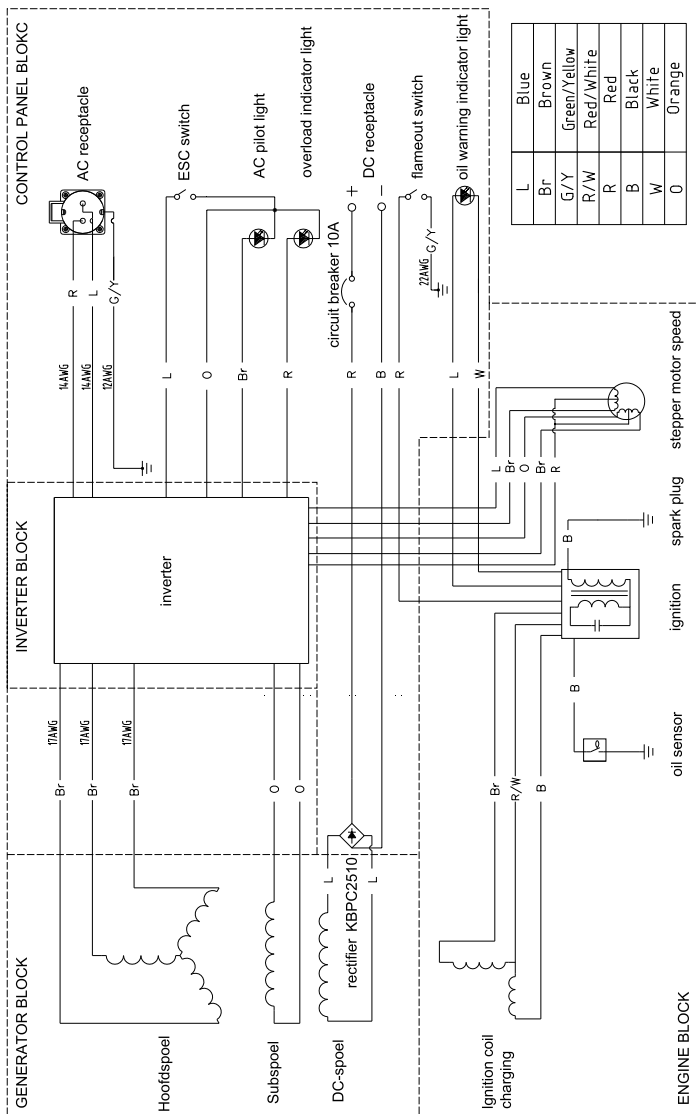 GENERATOR BLOCK
INVERTER BLOCK
CONTROL PANEL BLOKC
Hoofdspoel
Br
17AWG
Br
17AWG
Br
17AWG
inverter
14AWG
R
14AWG
L
12AWG
G/Y
AC receptacle
L
ESC switch
O
Br
AC pilot light
R
overload indicator light
Subspoel
O
O
DC-spoel
L
L
rectifier KBPC2510
R
circuit breaker 10A
+
DC receptacle
B
−
R
flameout switch
22AWG
G/Y
L
W
oil warning indicator light
Ignition coil
charging
Br
R/W
B
L
Br
O
Br
R
B
B
oil sensor
ignition
spark plug
stepper motor speed
ENGINE BLOCK
L Blue
Br Brown
G/Y Green/Yellow
R/W Red/White
R Red
B Black
W White
O Orange